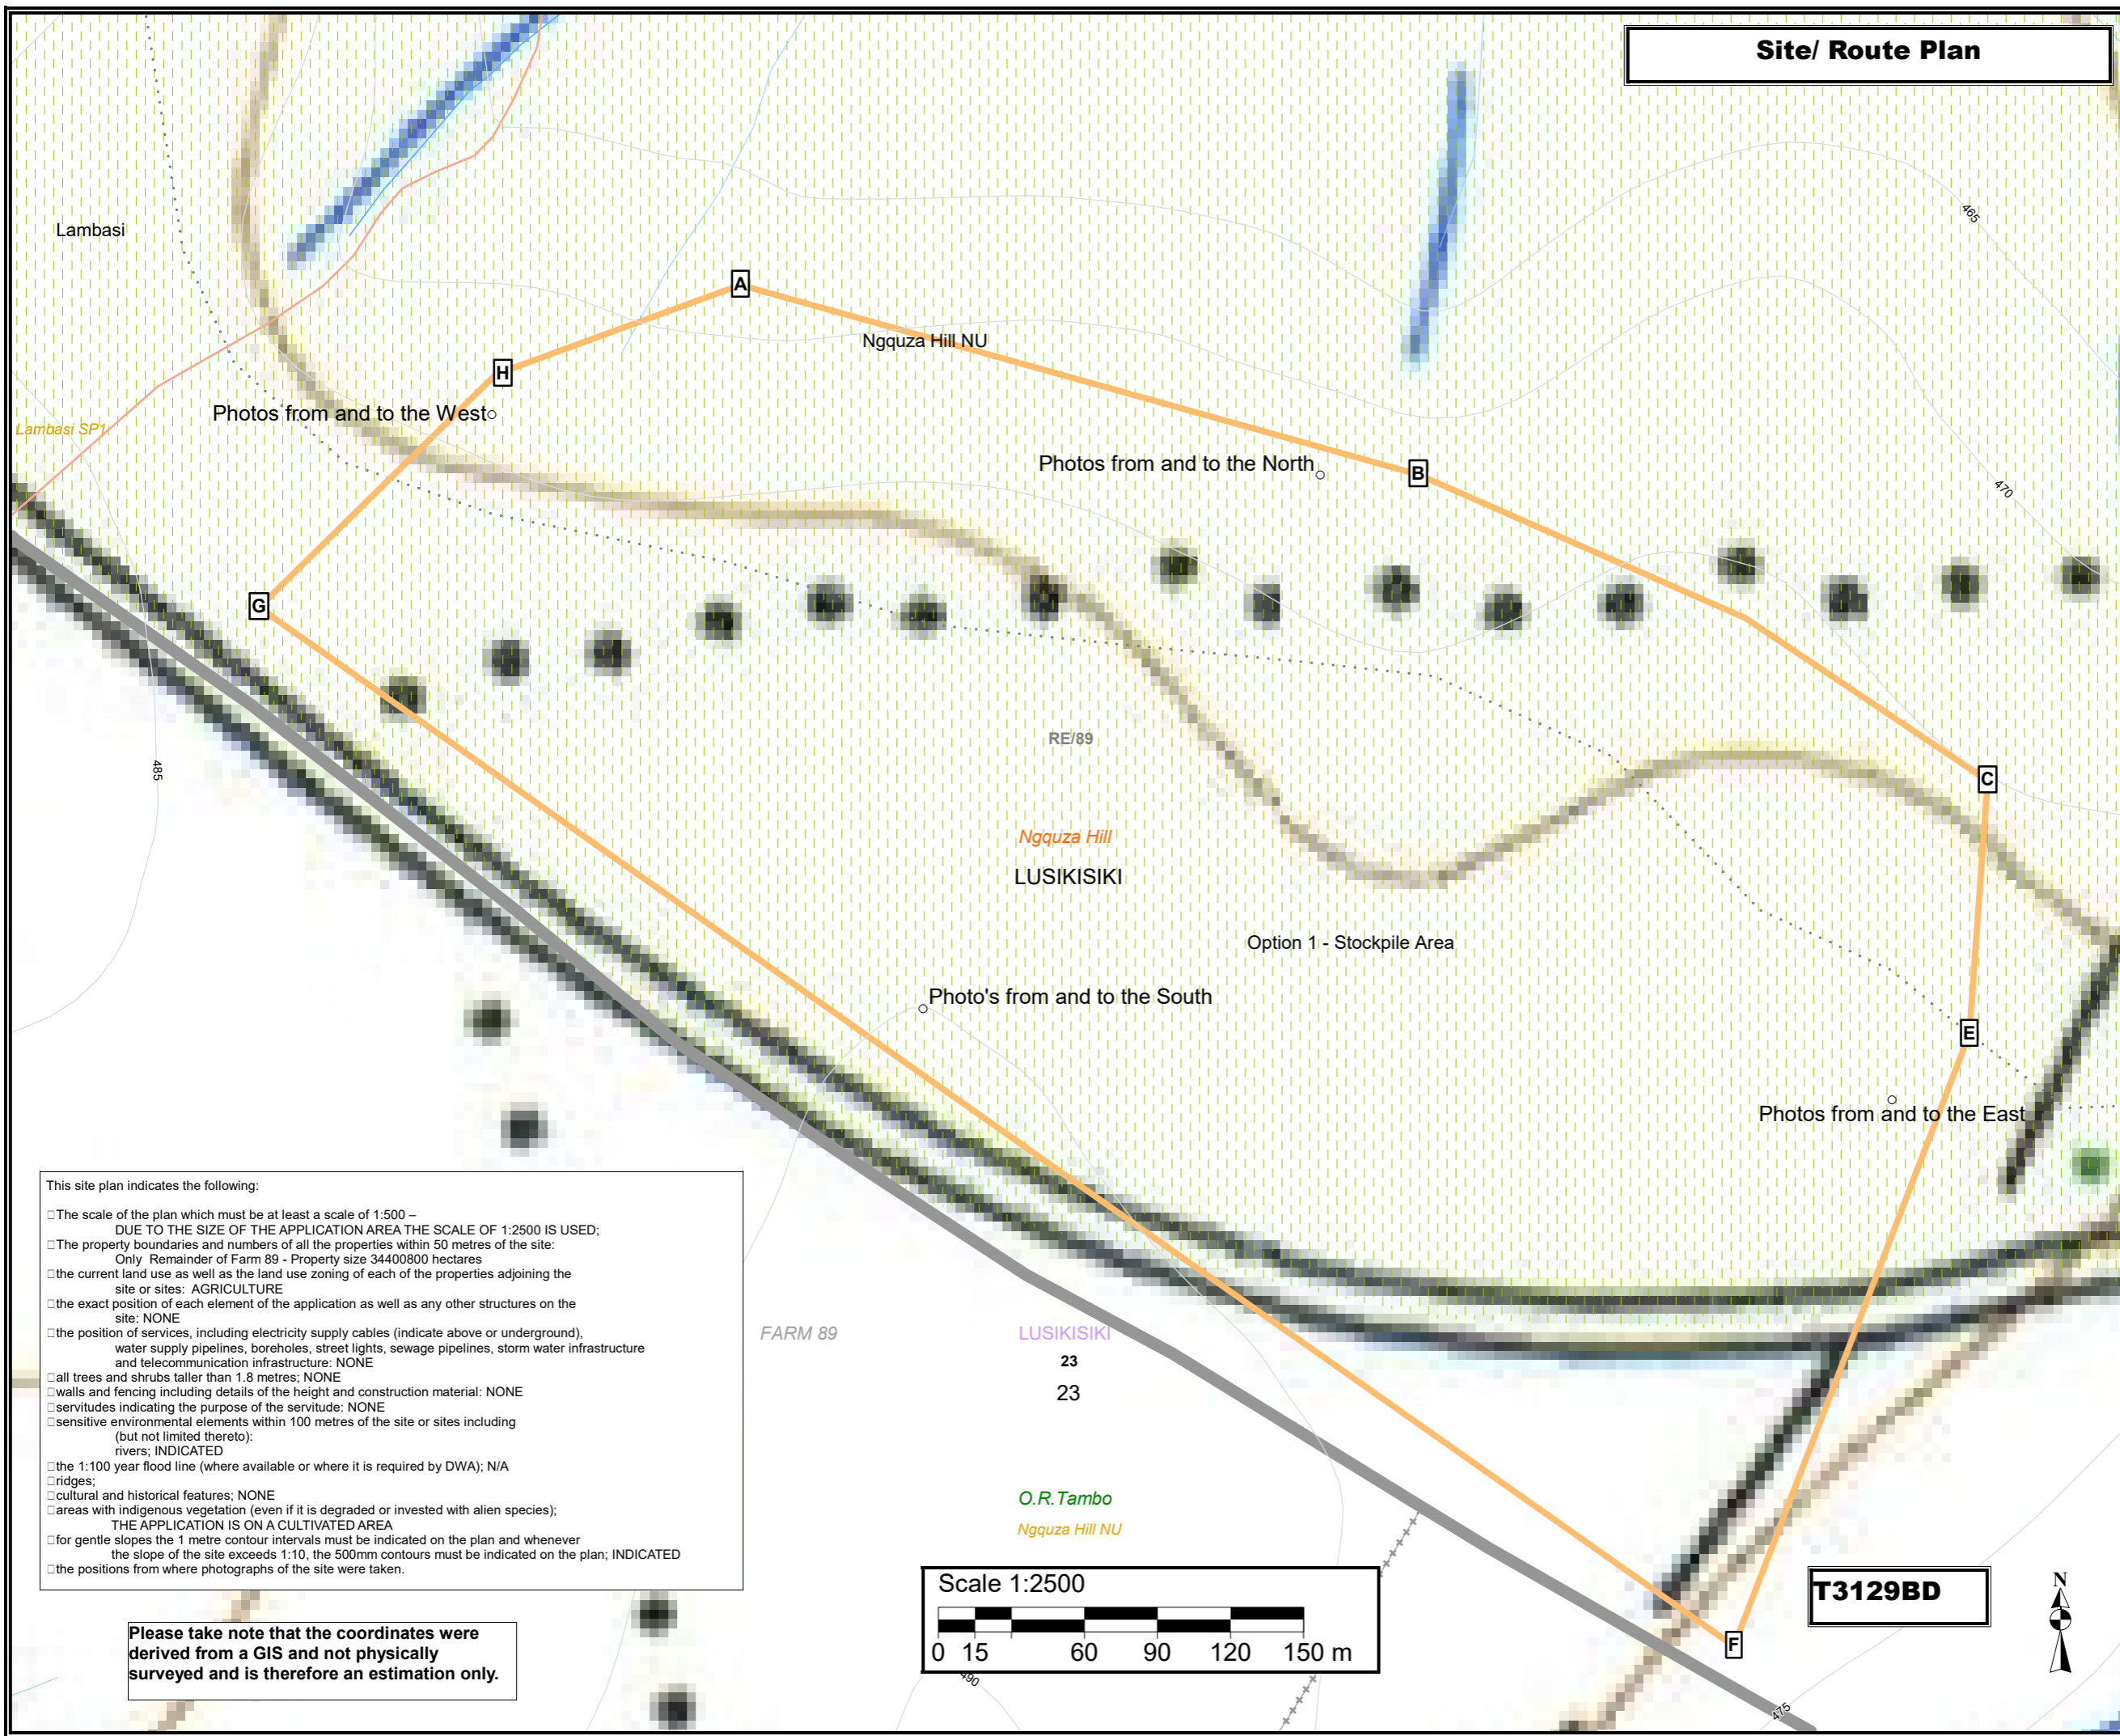 Site/ Route Plan
Lambasi
465
A
Ngquza Hill NU
H
Photos from and to the West
Lambasi SP1
Photos from and to the North
B
470
G
RE/89
485
C
Ngquza Hill
LUSIKISIKI
Option 1 - Stockpile Area
Photo's from and to the South
E
Photos from and to the East
This site plan indicates the following:
□The scale of the plan which must be at least a scale of 1:500 –
DUE TO THE SIZE OF THE APPLICATION AREA THE SCALE OF 1:2500 IS USED;
□The property boundaries and numbers of all the properties within 50 metres of the site:
Only Remainder of Farm 89 - Property size 34400800 hectares
□the current land use as well as the land use zoning of each of the properties adjoining the
site or sites: AGRICULTURE
□the exact position of each element of the application as well as any other structures on the
site: NONE
□the position of services, including electricity supply cables (indicate above or underground),
water supply pipelines, boreholes, street lights, sewage pipelines, storm water infrastructure
and telecommunication infrastructure: NONE
□all trees and shrubs taller than 1.8 metres; NONE
□walls and fencing including details of the height and construction material: NONE
□servitudes indicating the purpose of the servitude: NONE
□sensitive environmental elements within 100 metres of the site or sites including
(but not limited thereto):
rivers; INDICATED
□the 1:100 year flood line (where available or where it is required by DWA); N/A
□ridges;
□cultural and historical features; NONE
□areas with indigenous vegetation (even if it is degraded or invested with alien species);
THE APPLICATION IS ON A CULTIVATED AREA
□for gentle slopes the 1 metre contour intervals must be indicated on the plan and whenever
the slope of the site exceeds 1:10, the 500mm contours must be indicated on the plan; INDICATED
□the positions from where photographs of the site were taken.
FARM 89
LUSIKISIKI
23
23
O.R.Tambo
Ngquza Hill NU
Scale 1:2500
0 15 60 90 120 150 m
T3129BD
N
F
Please take note that the coordinates were
derived from a GIS and not physically
surveyed and is therefore an estimation only.
490
475